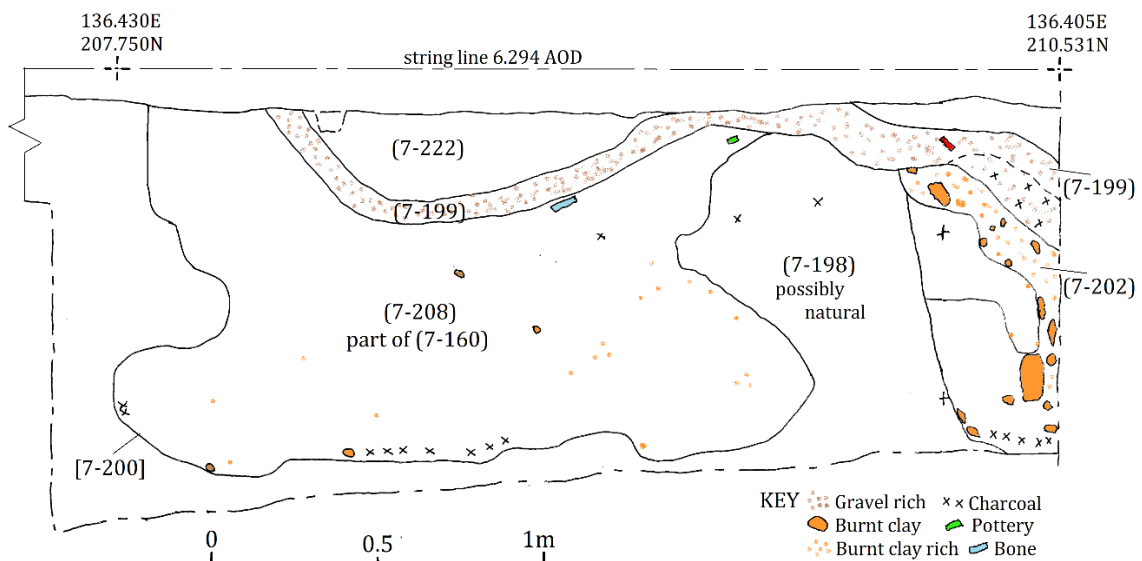 136.430E
207.750N
136.405E
210.531N
string line 6.294 AOD
(7-222)
(7-199)
(7-199)
(7-198)
possibly
natural
(7-202)
(7-208)
part of (7-160)
[7-200]
KEY Gravel rich Charcoal
Burnt clay Pottery
Burnt clay rich Bone
0 0.5 1m